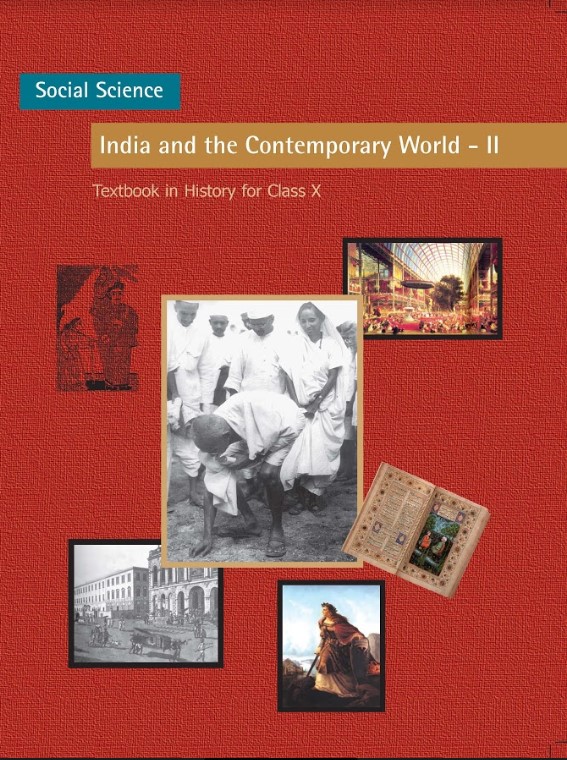 Social Science
India and the Contemporary World - II
Textbook in History for Class X